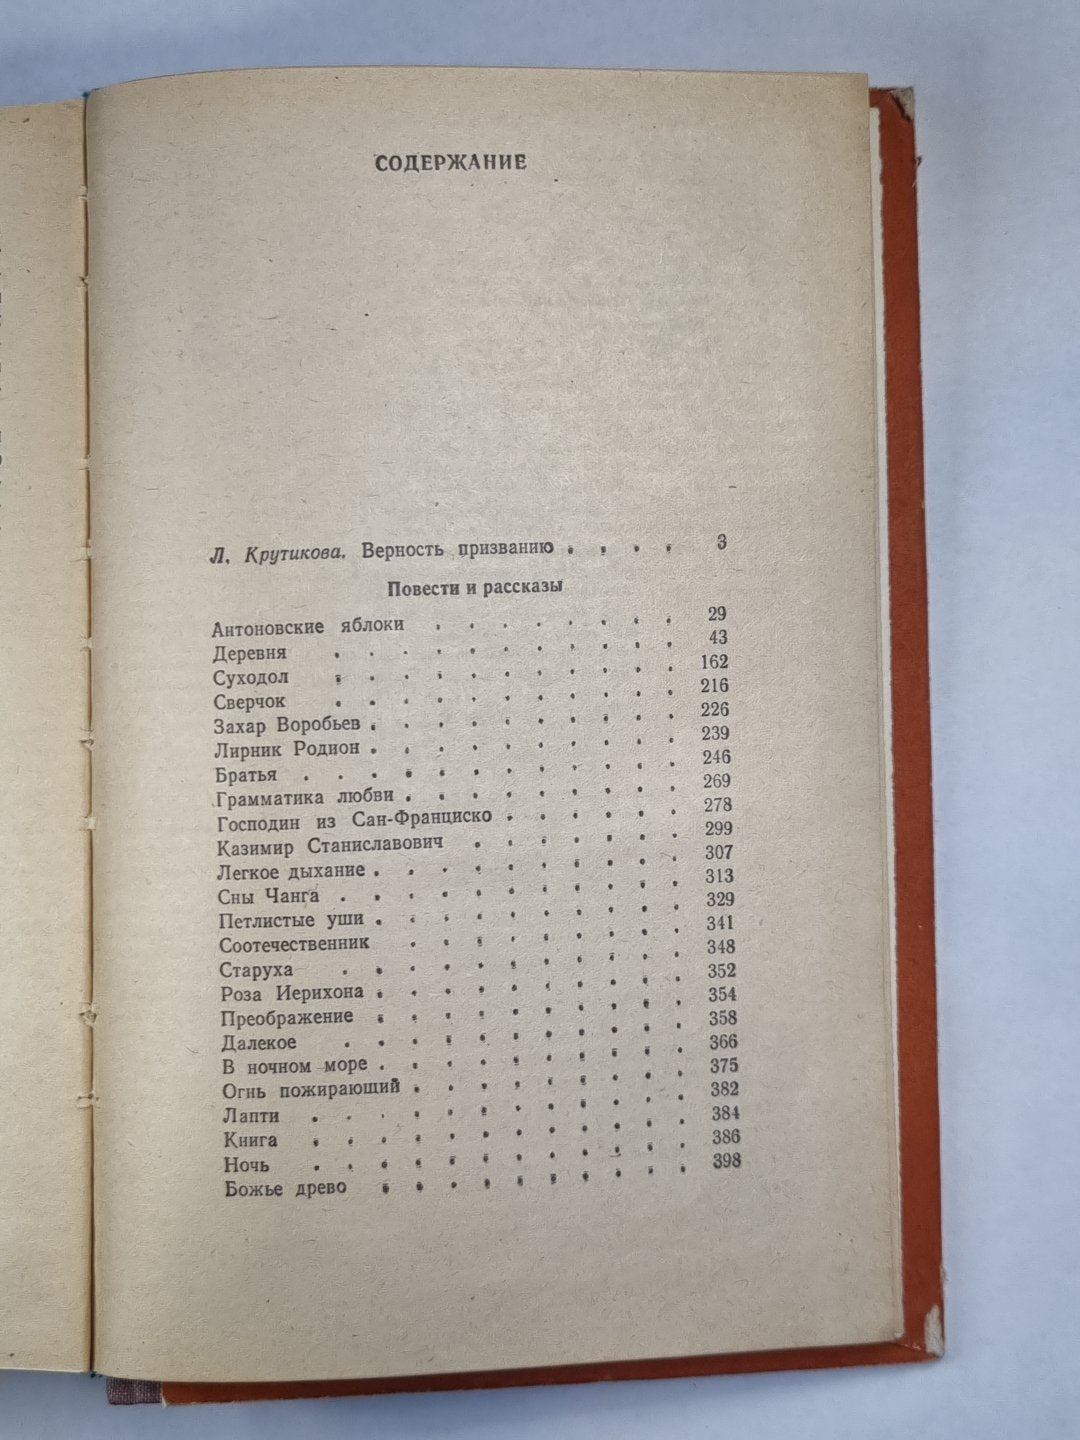 СОДЕРЖАНИЕ
Л. Крутикова. Верность призванию . . . . 3
Повести и рассказы
Антоновские яблоки . . . . . . . . 29
Деревня . . . . . . . . . . . 43
Суходол . . . . . . . . . . . 162
Сверчок . . . . . . . . . . . 216
Захар Воробьев . . . . . . . . . . 226
Лирник Родион . . . . . . . . . . 239
Братья . . . . . . . . . . . . 246
Грамматика любви . . . . . . . . . 269
Господин из Сан-Франциско . . . . . . 278
Казимир Станиславович . . . . . . . 299
Легкое дыхание . . . . . . . . . . 307
Сны Чанга . . . . . . . . . . . 313
Петлистые уши . . . . . . . . . . 329
Соотечественник . . . . . . . . . 341
Старуха . . . . . . . . . . . 348
Роза Иерихона . . . . . . . . . . 352
Преображение . . . . . . . . . . 354
Далекое . . . . . . . . . . . 358
В ночном море . . . . . . . . . . 366
Огнь пожирающий . . . . . . . . . 375
Лапти . . . . . . . . . . . . 382
Книга . . . . . . . . . . . . 384
Ночь . . . . . . . . . . . . 386
Божье древо . . . . . . . . . . 398